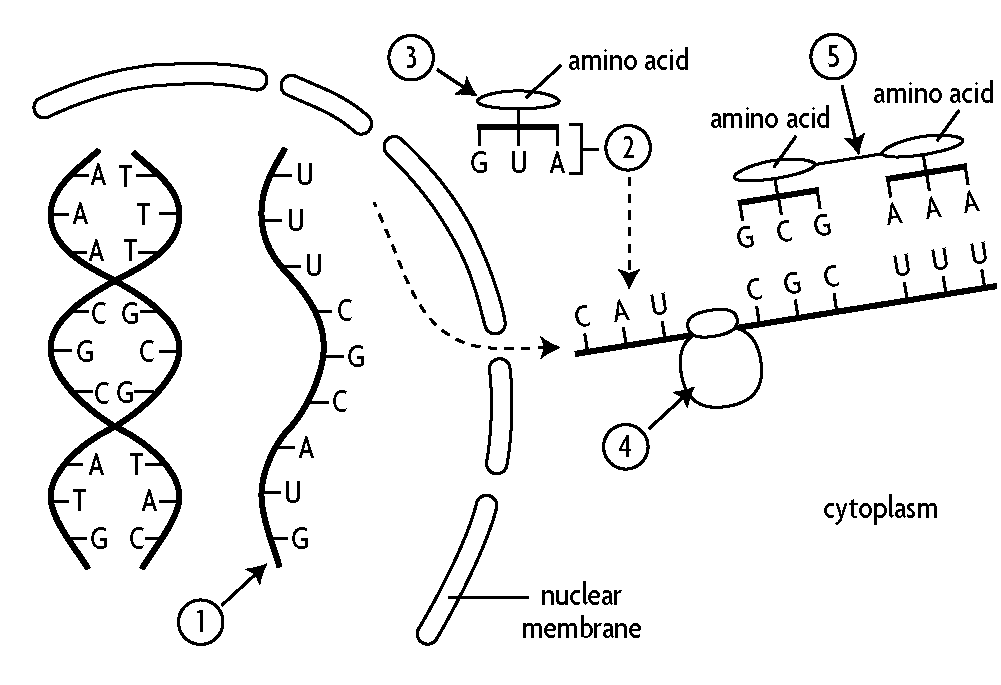 3
amino acid
5
amino acid
amino acid
G U A
2
G C G
A A A
C A U
C G C
U U U
4
A T
A T
A T
C G
G C
C G
A T
T A
G C
U
U
U
C
G
C
A
U
G
1
cytoplasm
nuclear
membrane